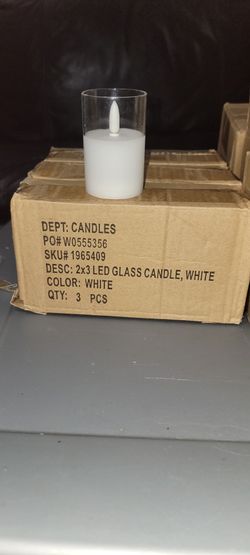 DEPT: CANDLES
PO# W0555356
SKU# 1965409
DESC: 2x3 LED GLASS CANDLE, WHITE
COLOR: WHITE
QTY: 3 PCS